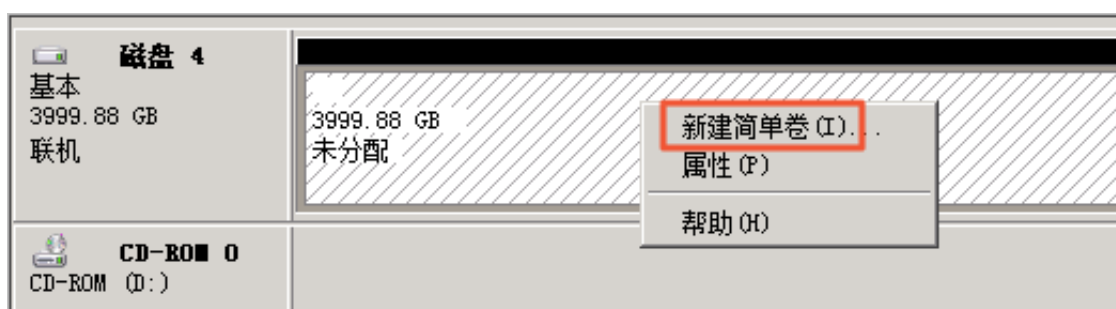 磁盘 4
基本
3999.88 GB
联机
3999.88 GB
未分配
新建简单卷(I)...
属性(P)
帮助(H)
CD-ROM 0
CD-ROM (D:)